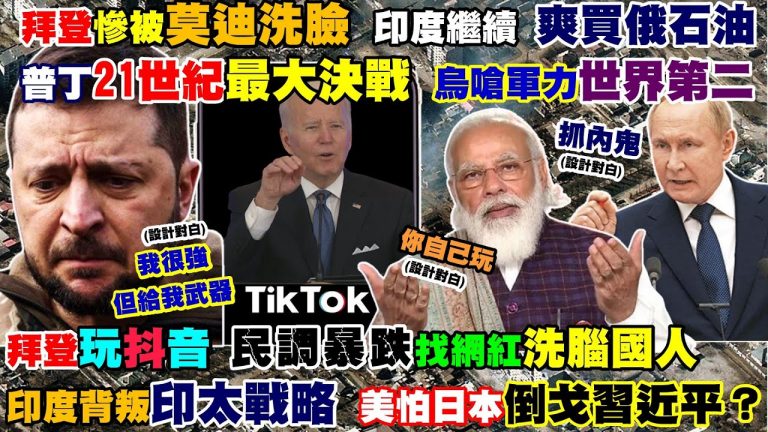 拜登慘被莫迪洗臉 印度繼續 爽買俄石油
普丁21世紀最大決戰 烏嗆軍力世界第二
抓內鬼
(設計對白)
(設計對白)
我很強
但給我武器
你自己玩
(設計對白)
TikTok
拜登玩抖音 民調暴跌找網紅洗腦國人
印度背叛印太戰略 美怕日本倒戈習近平？